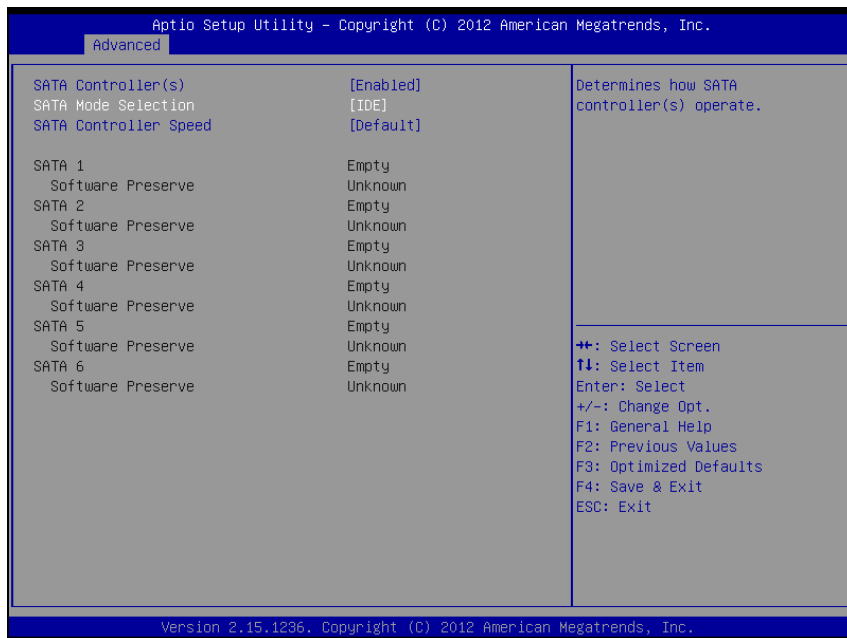 Aptio Setup Utility – Copyright (C) 2012 American Megatrends, Inc.
Advanced
SATA Controller(s) [Enabled]
SATA Mode Selection [IDE]
SATA Controller Speed [Default]
SATA 1 Empty
Software Preserve Unknown
SATA 2 Empty
Software Preserve Unknown
SATA 3 Empty
Software Preserve Unknown
SATA 4 Empty
Software Preserve Unknown
SATA 5 Empty
Software Preserve Unknown
SATA 6 Empty
Software Preserve Unknown
Determines how SATA
controller(s) operate.
→←: Select Screen
↑↓: Select Item
Enter: Select
+/-: Change Opt.
F1: General Help
F2: Previous Values
F3: Optimized Defaults
F4: Save & Exit
ESC: Exit
Version 2.15.1236. Copyright (C) 2012 American Megatrends, Inc.